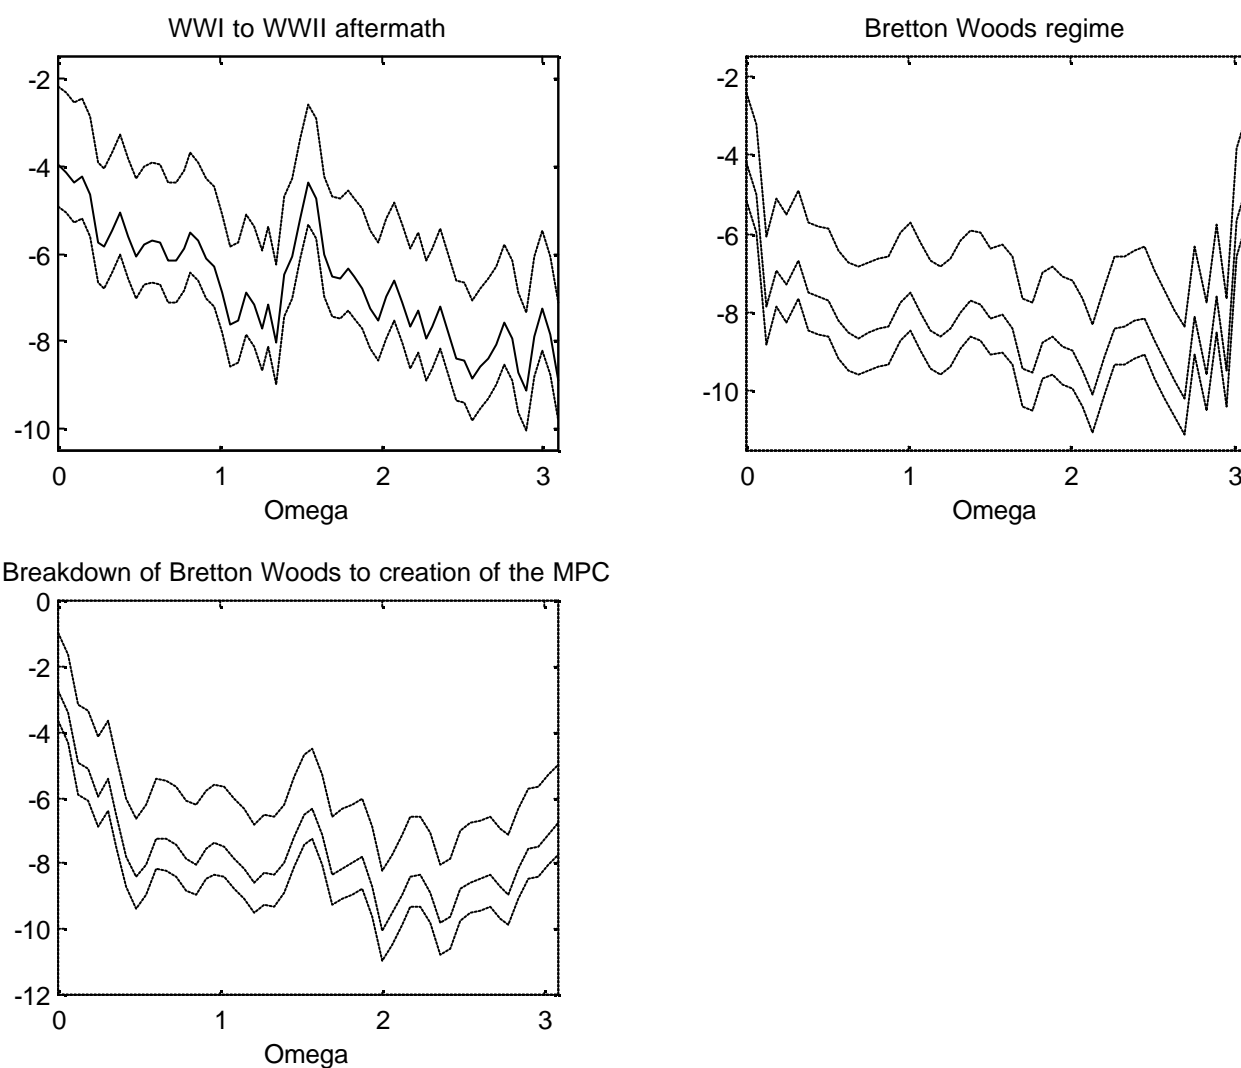 WWI to WWII aftermath
-2
-4
-6
-8
-10
0 1 2 3
Omega
Bretton Woods regime
-2
-4
-6
-8
-10
0 1 2 3
Omega
Breakdown of Bretton Woods to creation of the MPC
0
-2
-4
-6
-8
-10
-12
0 1 2 3
Omega